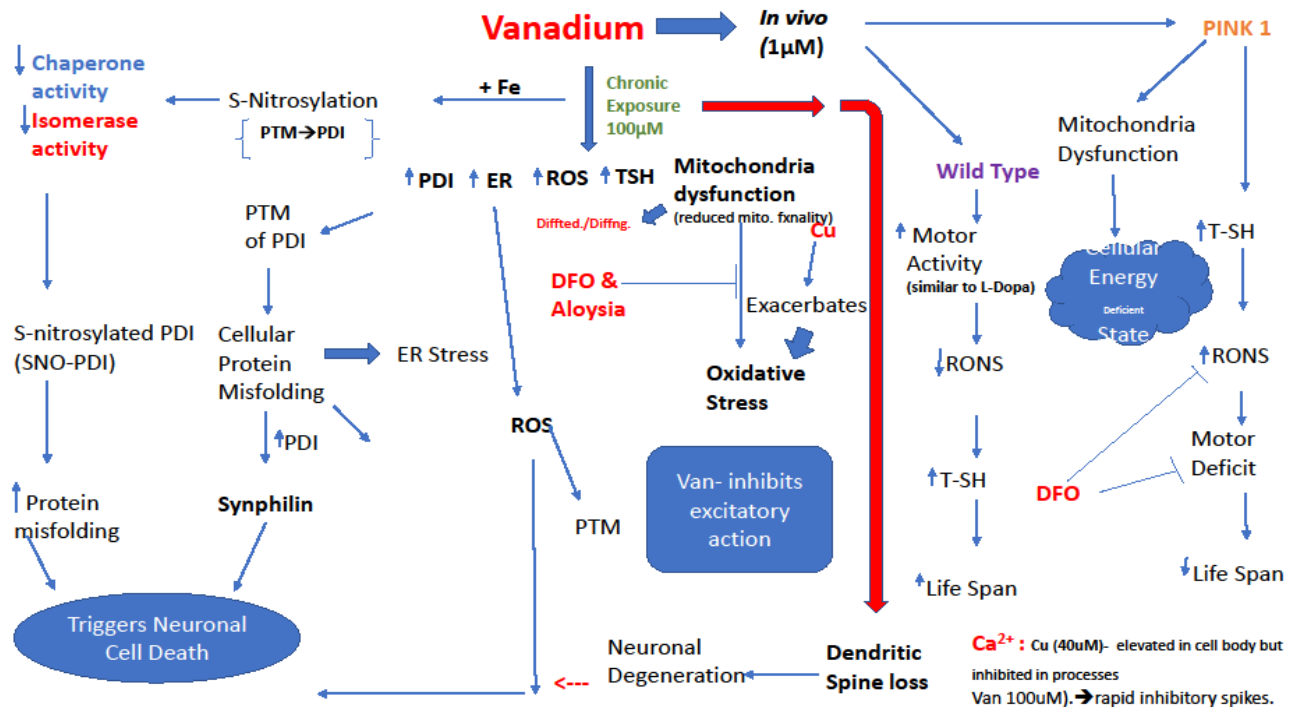 Vanadium
In vivo
(1µM)
PINK 1
Chaperone
activity
Isomerase
activity
S-Nitrosylation
PTM➔PDI
+ Fe
Chronic
Exposure
100µM
Mitochondria
Dysfunction
Wild Type
PDI
ER
ROS
TSH
Mitochondria
dysfunction
(reduced mito. fxnality)
Diffted./Diffng.
Cu
PTM
of PDI
DFO &
Aloysia
Exacerbates
Motor
Activity
(similar to L-Dopa)
Cellular
Energy
Deficient
State
T-SH
S-nitrosylated PDI
(SNO-PDI)
Cellular
Protein
Misfolding
ER Stress
Oxidative
Stress
RONS
RONS
PDI
ROS
Motor
Deficit
Protein
misfolding
Synphilin
PTM
Van- inhibits
excitatory
action
T-SH
DFO
Life Span
Life Span
Triggers Neuronal
Cell Death
Neuronal
Degeneration
<---
Dendritic
Spine loss
Ca²⁺ : Cu (40uM)- elevated in cell body but
inhibited in processes
Van 100uM).➔rapid inhibitory spikes.